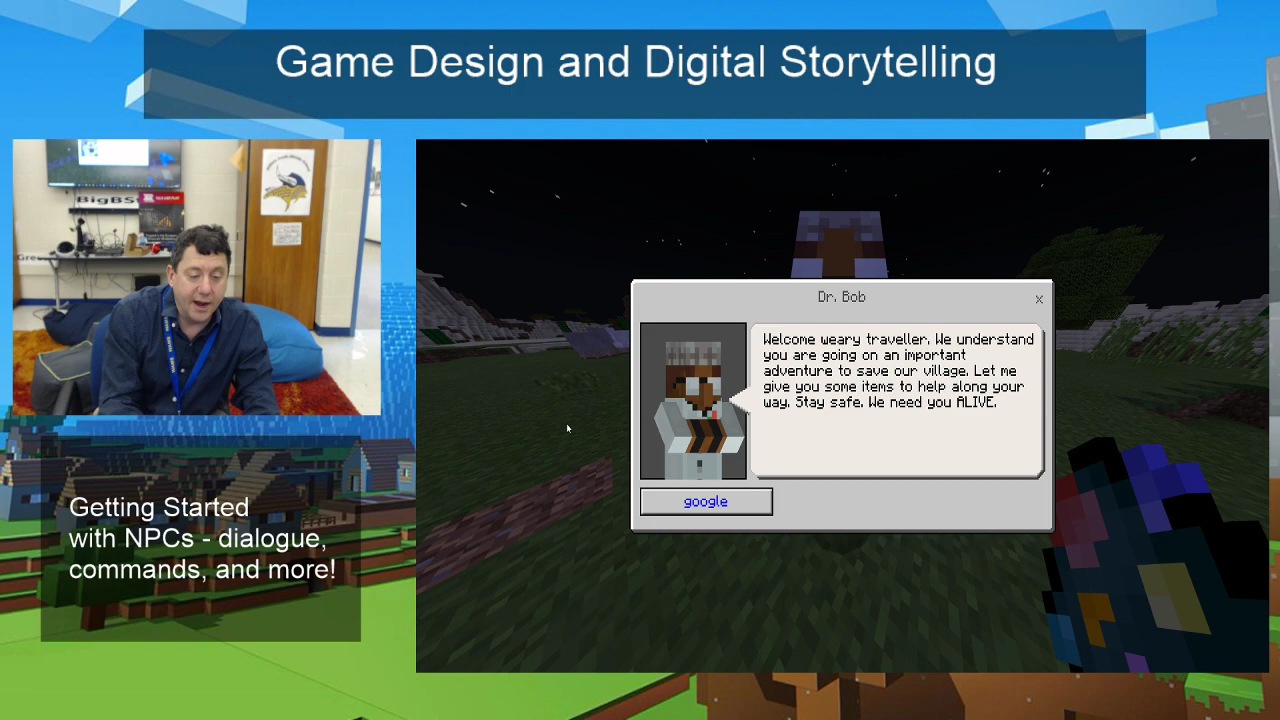 Game Design and Digital Storytelling
BigBS
Gree
Getting Started
with NPCs - dialogue,
commands, and more!
Dr. Bob
x
Welcome weary traveller. We understand
you are going on an important
adventure to save our village. Let me
give you some items to help along your
way. Stay safe. We need you ALIVE.
google